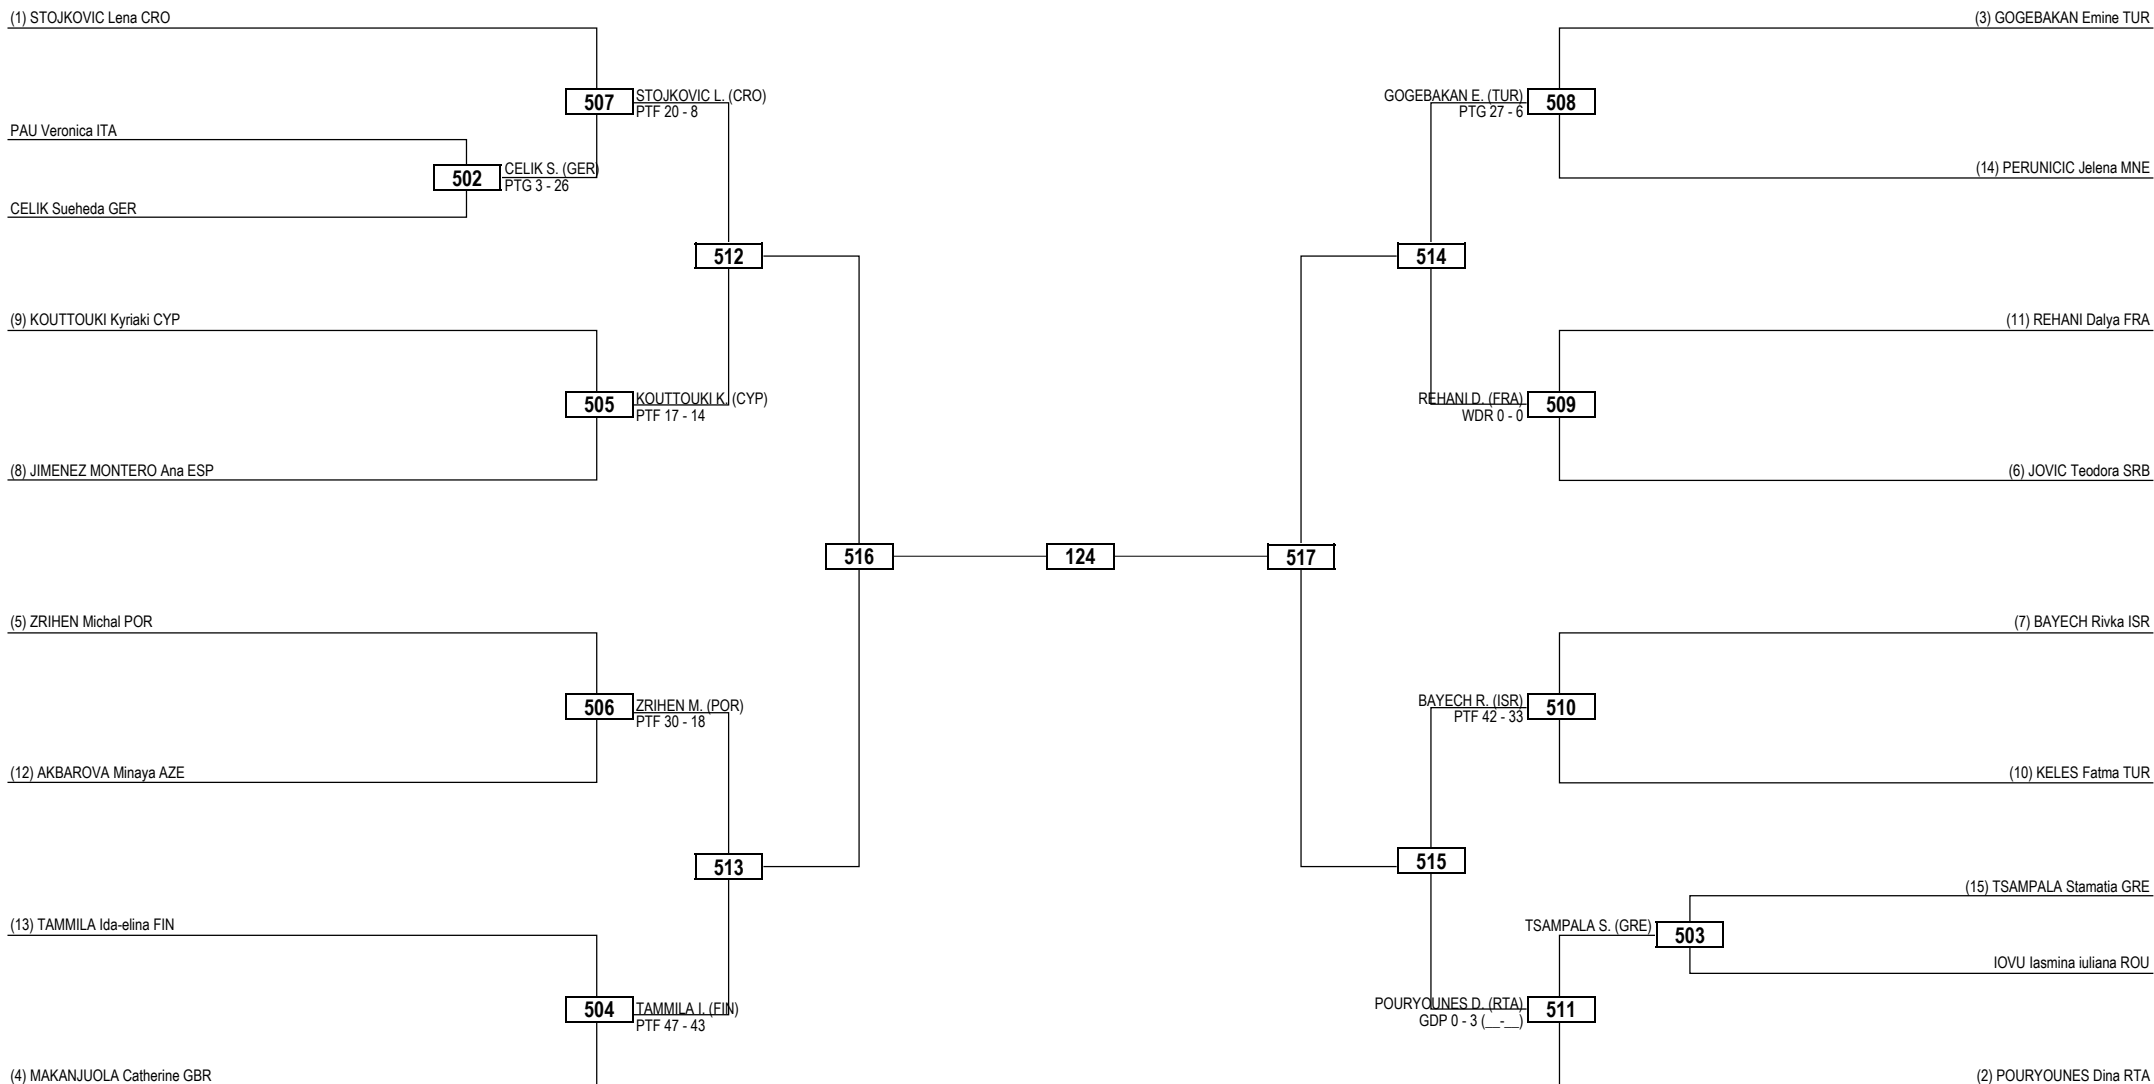 (1) STOJKOVIC Lena CRO
(3) GOGEBAKAN Emine TUR
507
STOJKOVIC L. (CRO)
PTF 20 - 8
GOGEBAKAN E. (TUR)
PTG 27 - 6
508
PAU Veronica ITA
502
CELIK S. (GER)
PTG 3 - 26
(14) PERUNICIC Jelena MNE
CELIK Sueheda GER
512
514
(9) KOUTTOUKI Kyriaki CYP
(11) REHANI Dalya FRA
505
KOUTTOUKI K. (CYP)
PTF 17 - 14
REHANI D. (FRA)
WDR 0 - 0
509
(8) JIMENEZ MONTERO Ana ESP
(6) JOVIC Teodora SRB
516
124
517
(5) ZRIHEN Michal POR
(7) BAYECH Rivka ISR
506
ZRIHEN M. (POR)
PTF 30 - 18
BAYECH R. (ISR)
PTF 42 - 33
510
(12) AKBAROVA Minaya AZE
(10) KELES Fatma TUR
513
515
(15) TSAMPALA Stamatia GRE
(13) TAMMILA Ida-elina FIN
TSAMPALA S. (GRE)
503
IOVU Iasmina iuliana ROU
504
TAMMILA I. (FIN)
PTF 47 - 43
POURYOUNES D. (RTA)
GDP 0 - 3 (__-__)
511
(4) MAKANJUOLA Catherine GBR
(2) POURYOUNES Dina RTA